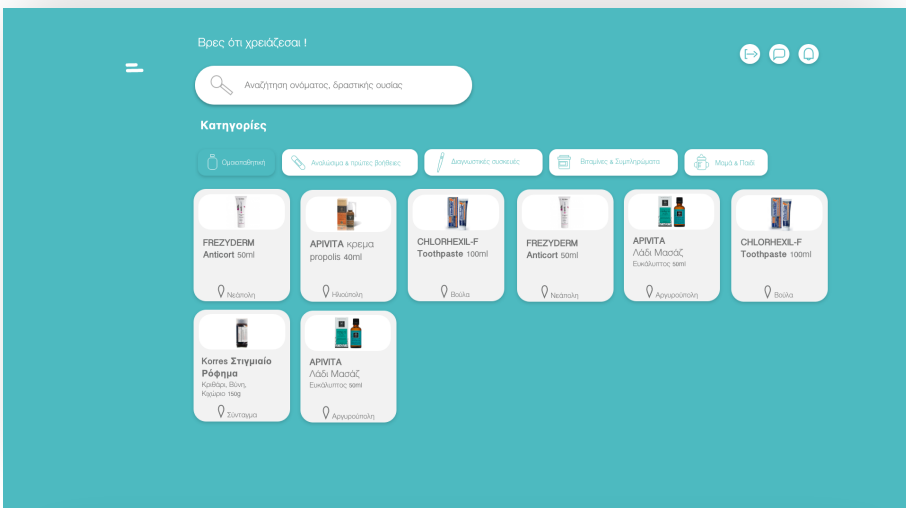 Βρες ότι χρειάζεσαι !
Αναζήτηση ονόματος, δραστικής ουσίας
Κατηγορίες
Ομοιοπαθητική
Αναλώσιμα & πρώτες βοήθειες
Διαγνωστικές συσκευές
Βιταμίνες & Συμπληρώματα
Μαμά & Παιδί
FREZYDERM
Anticort 50ml
Νεάπολη
APIVITA κρεμα
propolis 40ml
Ηλιούπολη
CHLORHEXIL-F
Toothpaste 100ml
Βούλα
FREZYDERM
Anticort 50ml
Νεάπολη
APIVITA
Λάδι Μασάζ
Ευκάλυπτος 50ml
Αργυρούπολη
CHLORHEXIL-F
Toothpaste 100ml
Βούλα
Korres Στιγμιαίο
Ρόφημα
Κριθάρι, Βύνη,
Κιχώριο 150g
Σύνταγμα
APIVITA
Λάδι Μασάζ
Ευκάλυπτος 50ml
Αργυρούπολη